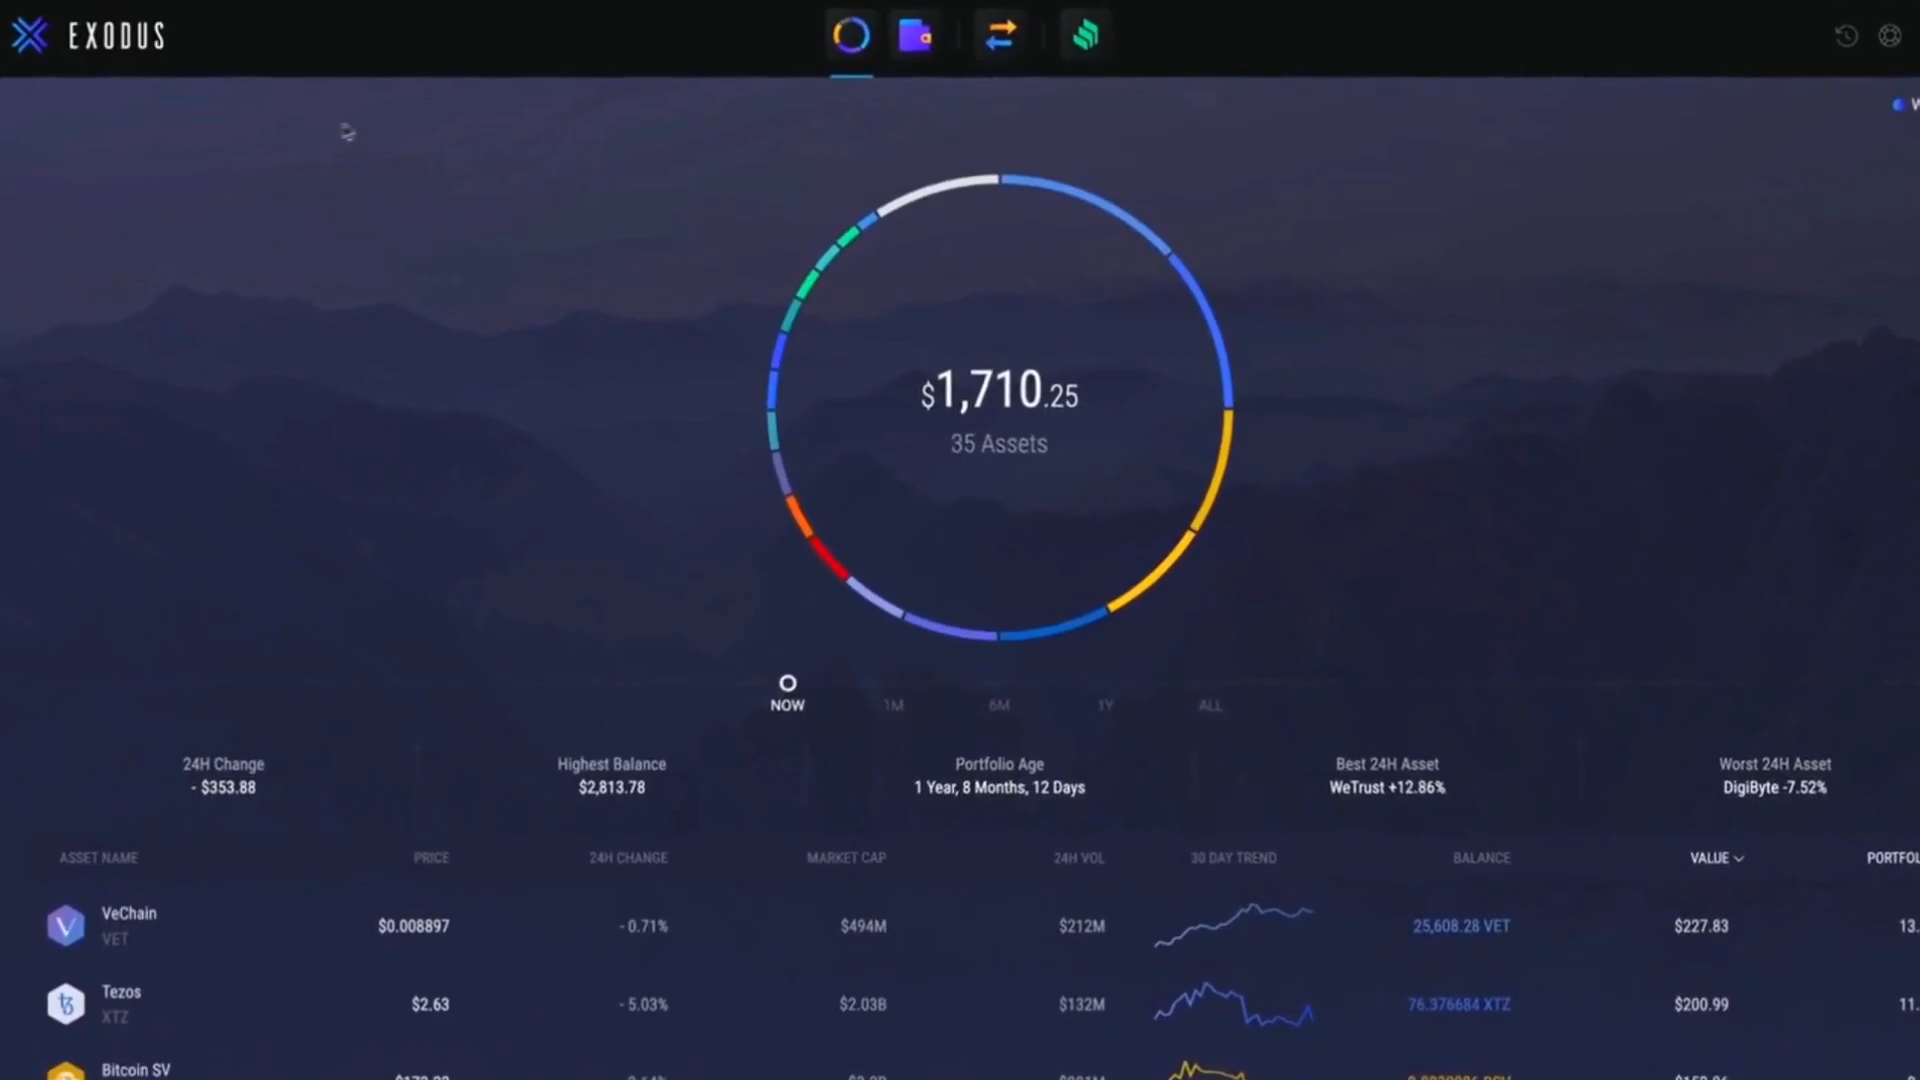 EXODUS
W
$1,710.25
35 Assets
NOW 1M 6M 1Y ALL
24H Change Highest Balance Portfolio Age Best 24H Asset Worst 24H Asset
- $353.88 $2,813.78 1 Year, 8 Months, 12 Days WeTrust +12.86% DigiByte -7.52%
ASSET NAME PRICE 24H CHANGE MARKET CAP 24H VOL 30 DAY TREND BALANCE VALUE PORTFOL
VeChain
VET $0.008897 - 0.71% $494M $212M 25,608.28 VET $227.83 13.
Tezos
XTZ $2.63 - 5.03% $2.03B $132M 76.376684 XTZ $200.99 11.
Bitcoin SV